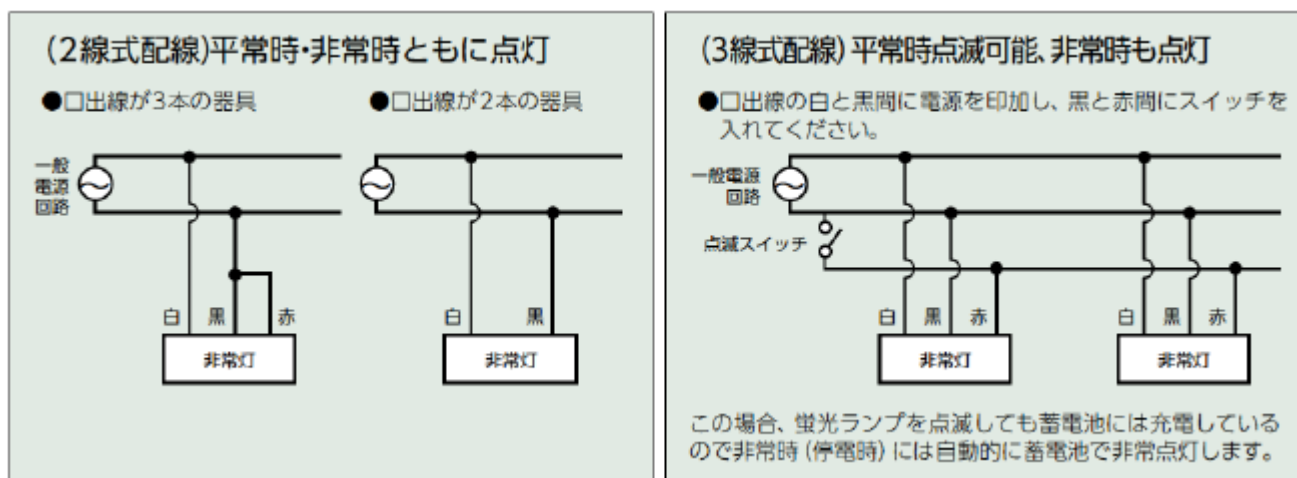 (2線式配線)平常時・非常時ともに点灯
●□出線が3本の器具
●□出線が2本の器具
一般
電源
回路
白 黒 赤
非常灯
白 黒
非常灯
(3線式配線) 平常時点滅可能、非常時も点灯
●□出線の白と黒間に電源を印加し、黒と赤間にスイッチを
入れてください。
一般電源
回路
点滅スイッチ
白 黒 赤
非常灯
白 黒 赤
非常灯
この場合、蛍光ランプを点滅しても蓄電池には充電している
ので非常時(停電時)には自動的に蓄電池で非常点灯します。